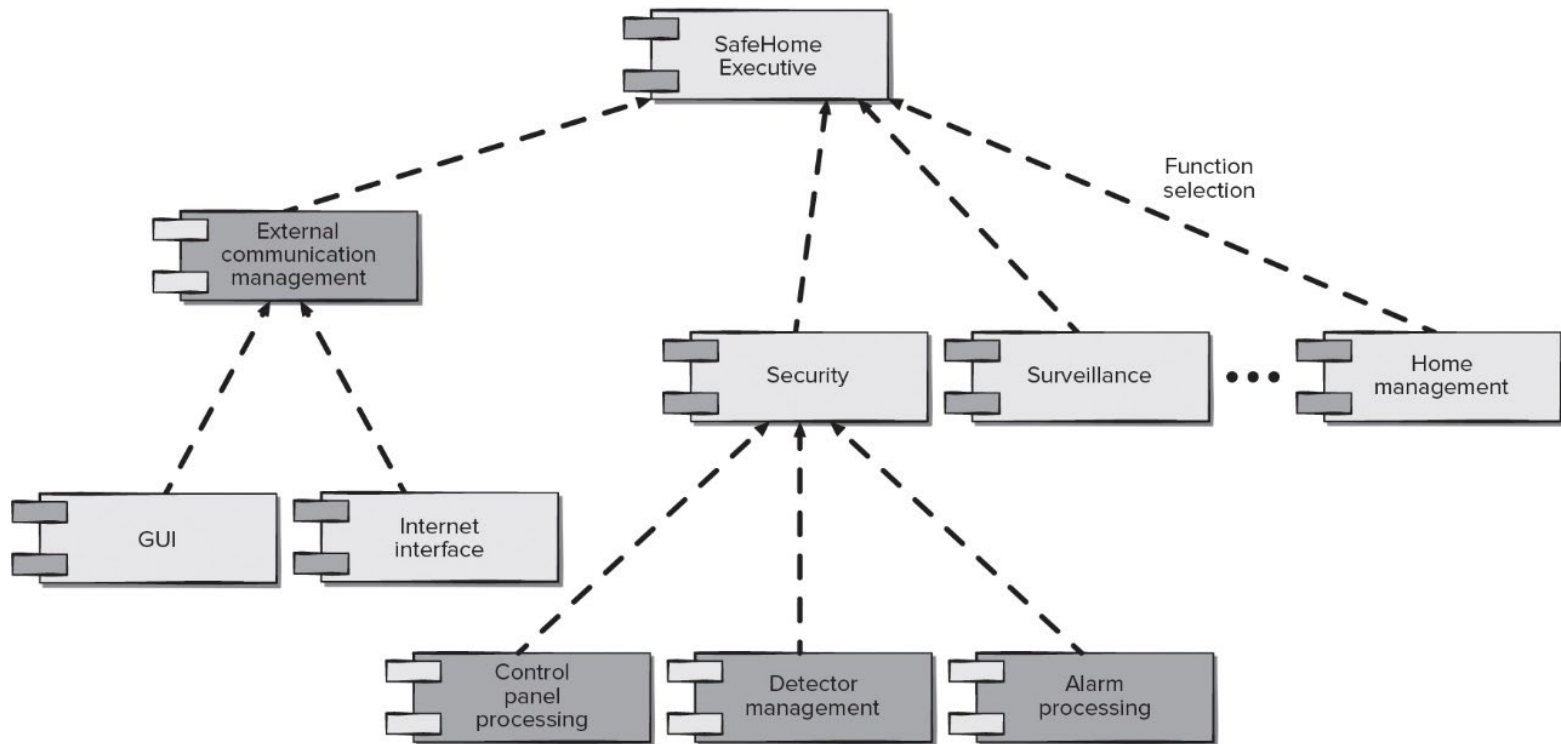 SafeHome
Executive
Function
selection
External
communication
management
Security
Surveillance
Home
management
GUI
Internet
interface
Control
panel
processing
Detector
management
Alarm
processing